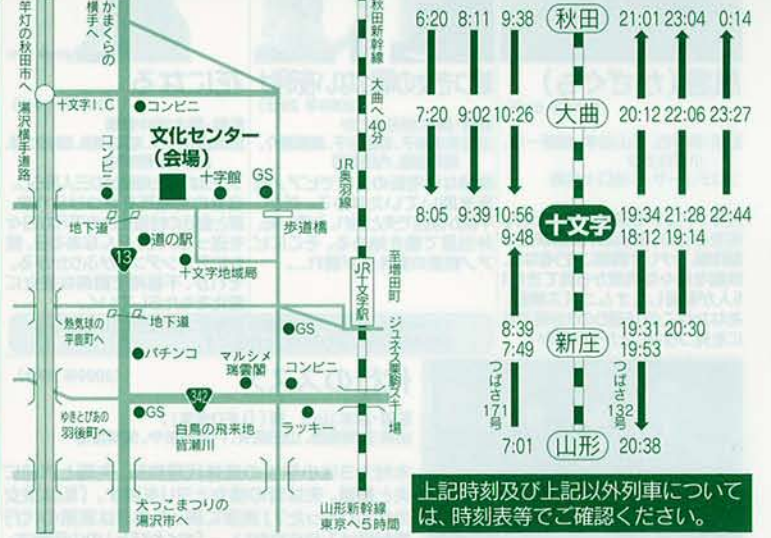 竿灯の秋田市へ
湯沢横手道路
かまくらの
横手へ
十文字I.C
コンビニ
コンビニ
文化センター
(会場)
十字館
GS
地下道
道の駅
13
十文字地域局
歩道橋
秋田新幹線 大曲へ40分
JR奥羽線
JR十文字駅
至増田町 ジュネス栗駒スキー場
熱気球の
平鹿町へ
地下道
パチンコ
GS
マルシメ
瑞雲閣
コンビニ
342
ゆきとぴあの
羽後町へ
GS
白鳥の飛来地
皆瀬川
ラッキー
犬っこまつりの
湯沢市へ
山形新幹線
東京へ5時間
6:20 8:11 9:38 秋田 21:01 23:04 0:14
7:20 9:02 10:26 大曲 20:12 22:06 23:27
8:05 9:39 10:56 十文字 19:34 21:28 22:44
9:48 18:12 19:14
8:39 新庄 19:31 20:30
7:49 19:53
つばさ171号
つばさ132号
7:01 山形 20:38
上記時刻及び上記以外列車について
は、時刻表等でご確認ください。